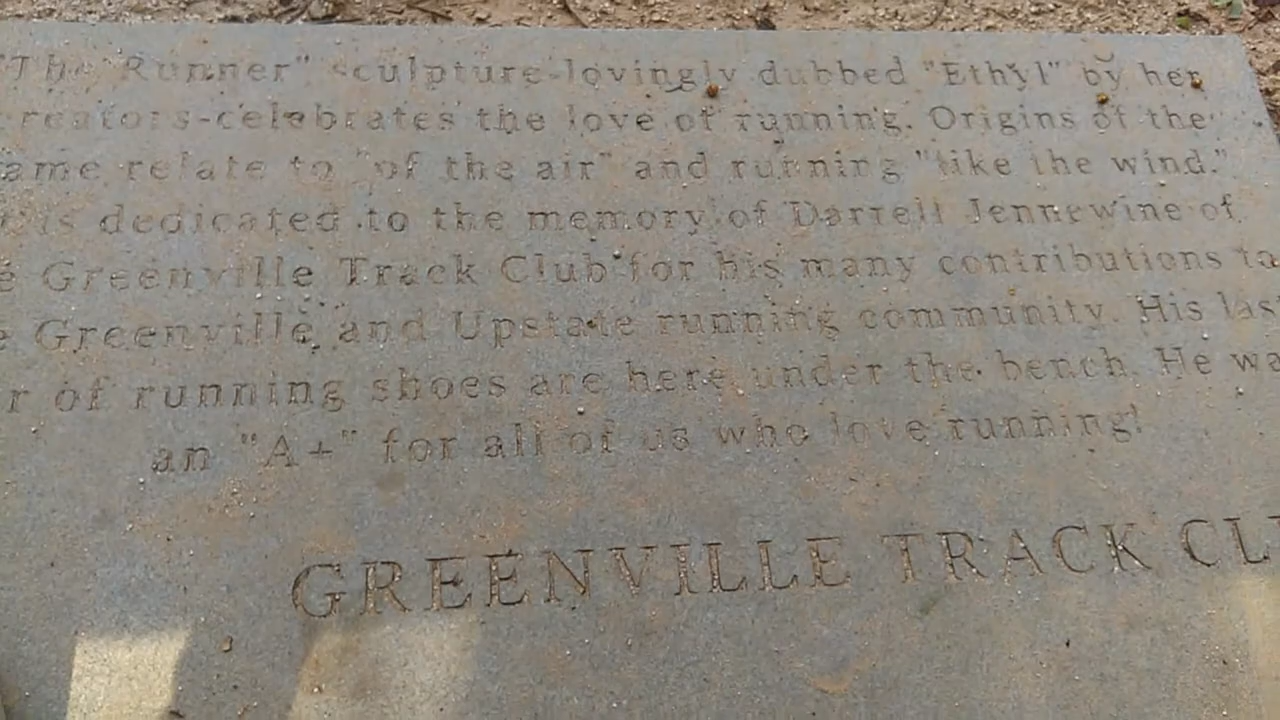 "The Runner" sculpture-lovingly dubbed "Ethyl" by her
creators-celebrates the love of running. Origins of the
ame relate to "of the air" and running "like the wind."
is dedicated to the memory of Darrell Jennewine of
e Greenville Track Club for his many contributions to
e Greenville and Upstate running community. His las
r of running shoes are here under the bench. He wa
an "A+" for all of us who love running!
GREENVILLE TRACK CL